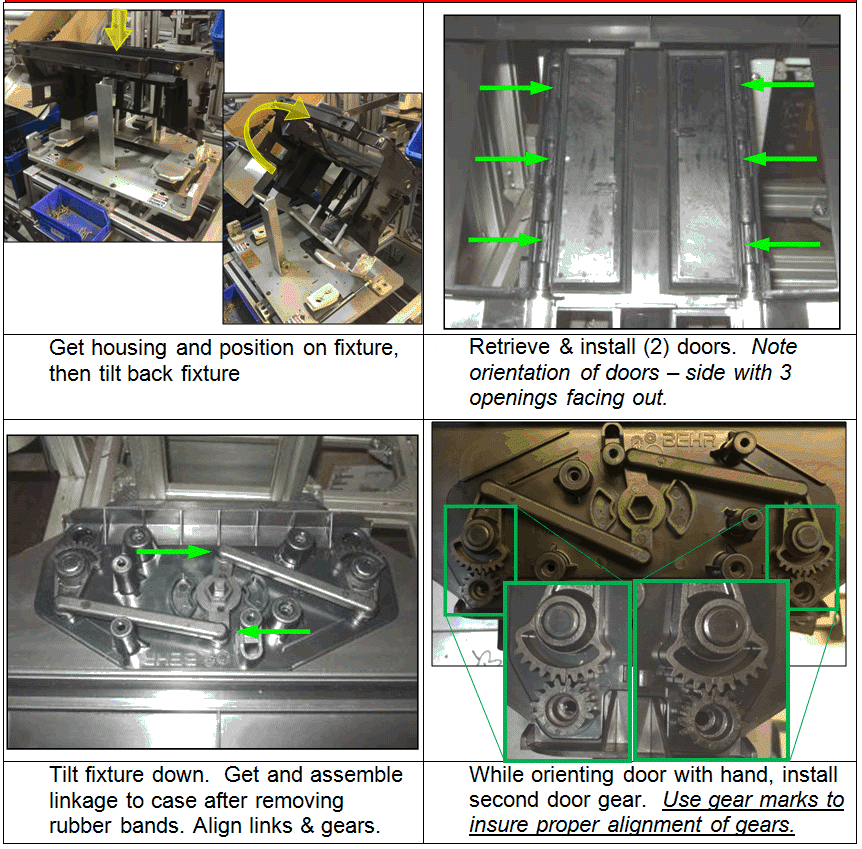 Get housing and position on fixture,
then tilt back fixture
Retrieve & install (2) doors. Note
orientation of doors – side with 3
openings facing out.
BEHR
Tilt fixture down. Get and assemble
linkage to case after removing
rubber bands. Align links & gears.
While orienting door with hand, install
second door gear. Use gear marks to
insure proper alignment of gears.